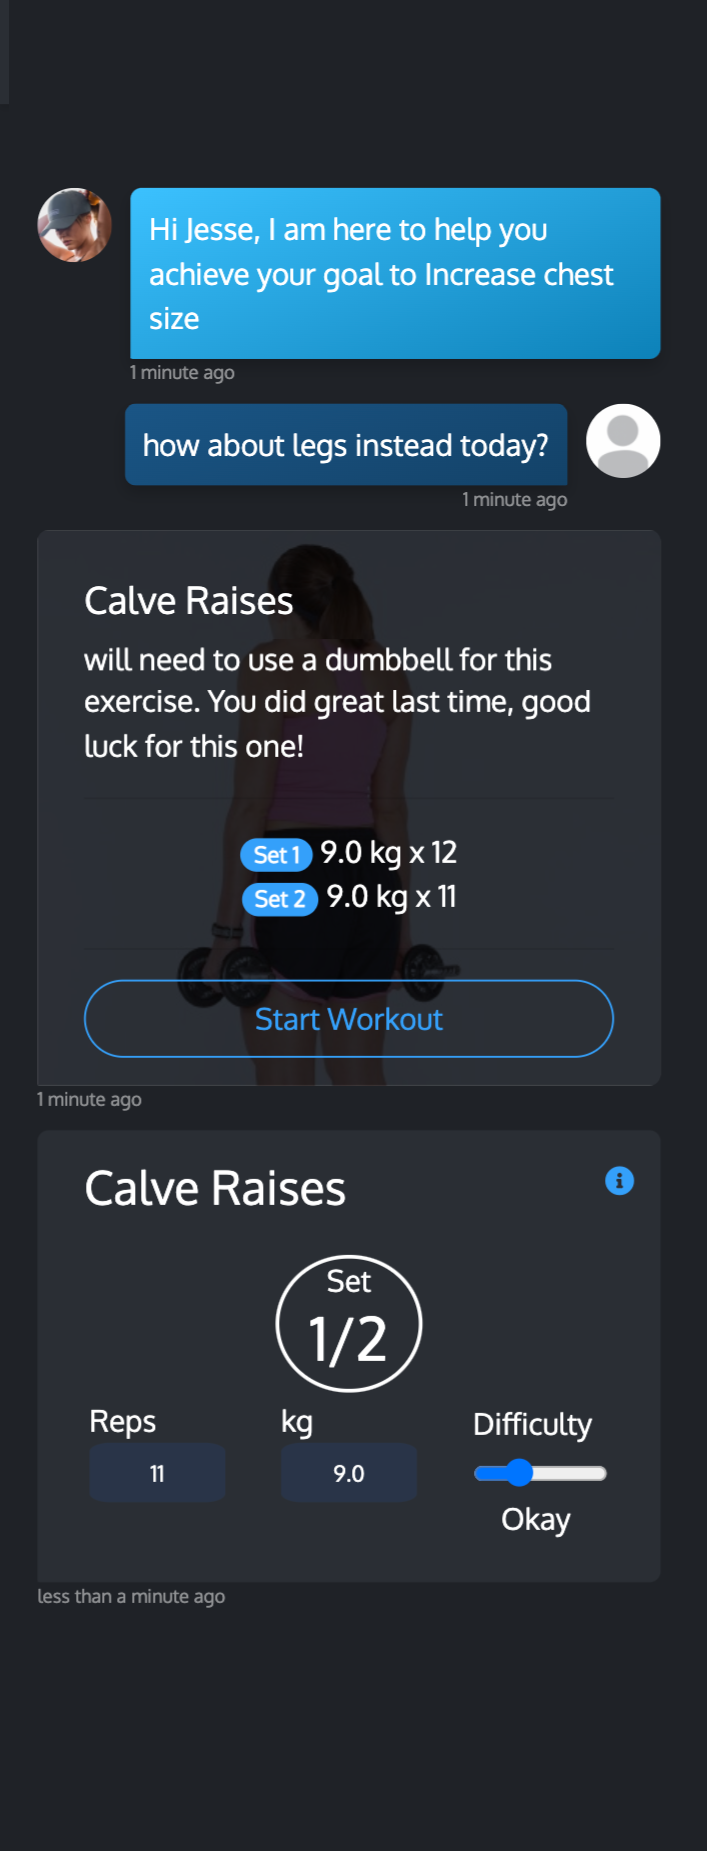 Hi Jesse, I am here to help you
achieve your goal to Increase chest
size
1 minute ago
how about legs instead today?
1 minute ago
Calve Raises
will need to use a dumbbell for this
exercise. You did great last time, good
luck for this one!
Set 1 9.0 kg x 12
Set 2 9.0 kg x 11
Start Workout
1 minute ago
Calve Raises
Set
1/2
Reps kg Difficulty
11 9.0
Okay
less than a minute ago